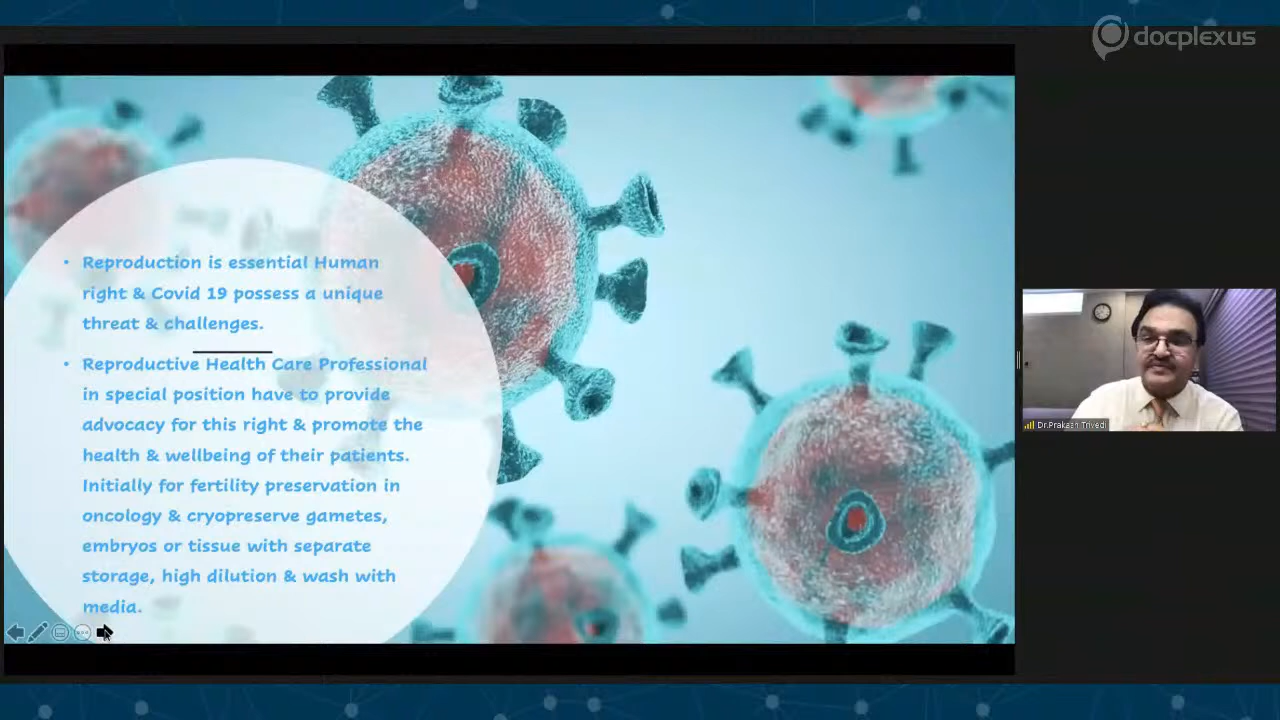 docplexus
• Reproduction is essential Human
right & Covid 19 possess a unique
threat & challenges.
• Reproductive Health Care Professional
in special position have to provide
advocacy for this right & promote the
health & wellbeing of their patients.
Initially for fertility preservation in
oncology & cryopreserve gametes,
embryos or tissue with separate
storage, high dilution & wash with
media.
Dr.Prakash Trivedi